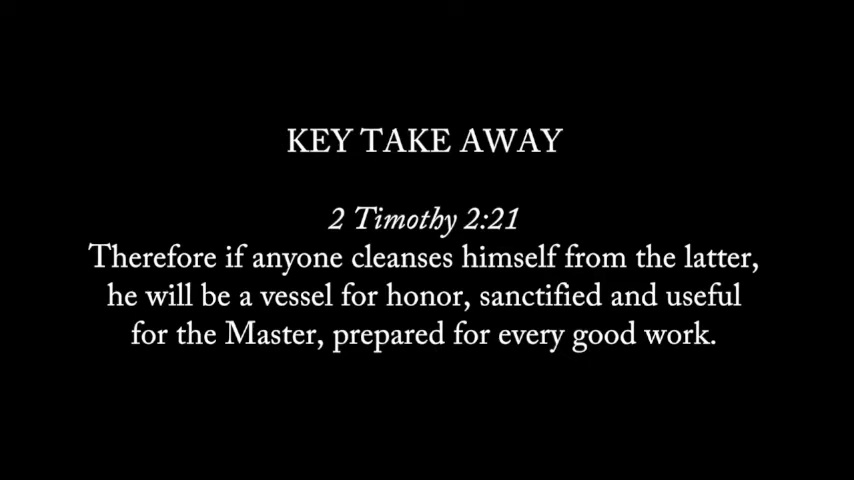 KEY TAKE AWAY
2 Timothy 2:21
Therefore if anyone cleanses himself from the latter,
he will be a vessel for honor, sanctified and useful
for the Master, prepared for every good work.